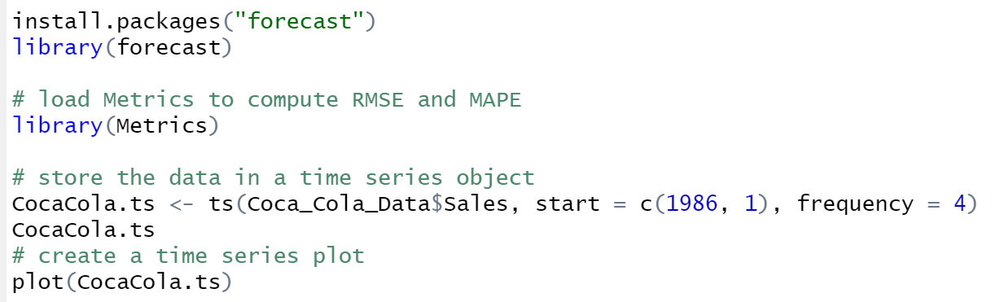 install.packages("forecast")
library(forecast)
# load Metrics to compute RMSE and MAPE
library(Metrics)
# store the data in a time series object
CocaCola.ts <- ts(Coca_Cola_Data$Sales, start = c(1986, 1), frequency = 4)
CocaCola.ts
# create a time series plot
plot(CocaCola.ts)